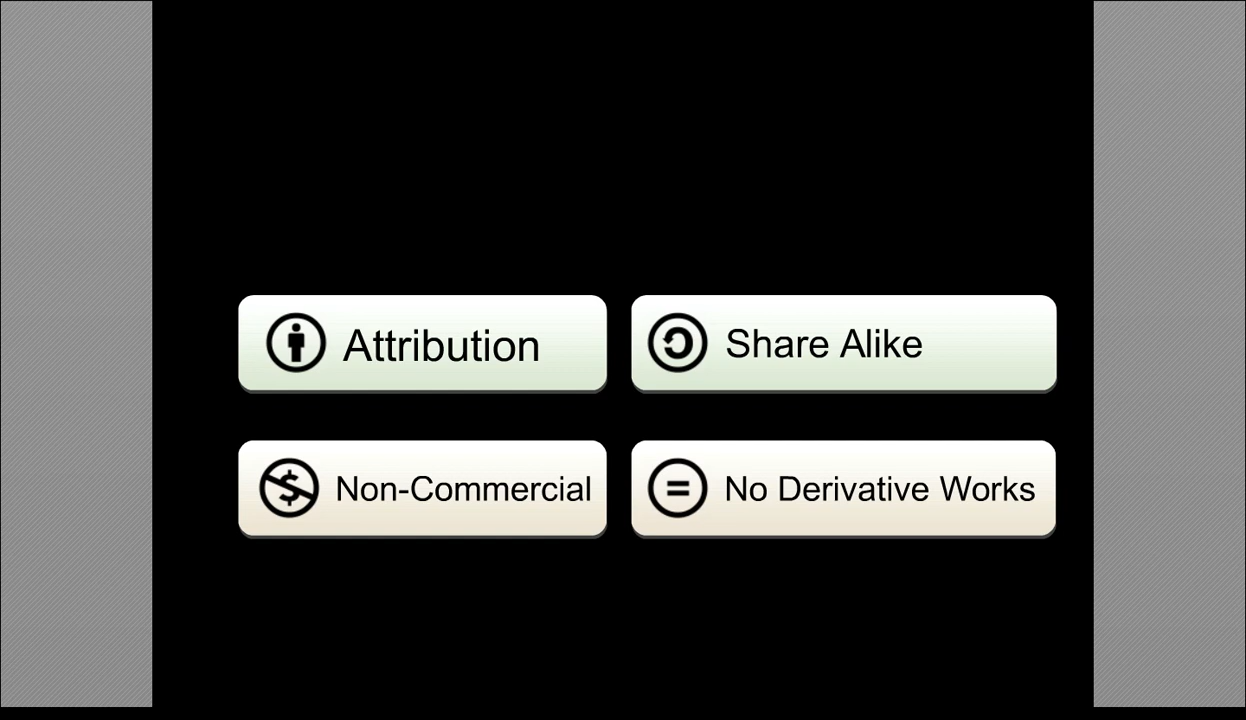 Attribution
Share Alike
Non-Commercial
No Derivative Works